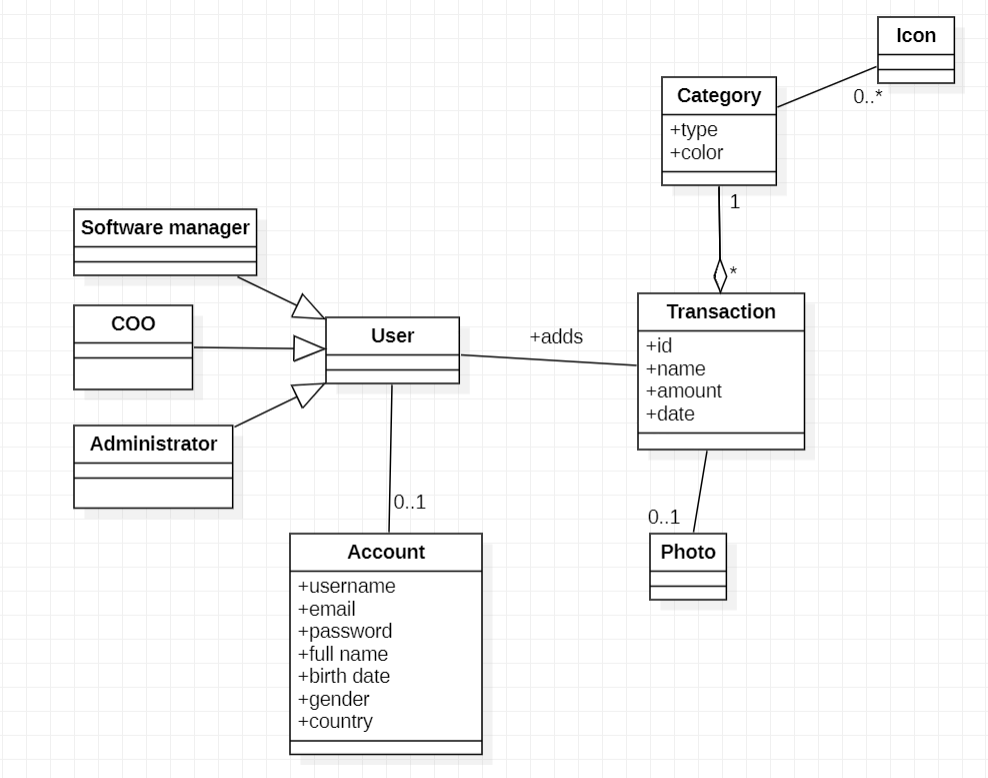 Icon
0..*
Category
+type
+color
1
*
Software manager
COO
User
+adds
Transaction
+id
+name
+amount
+date
Administrator
0..1
0..1
Account
+username
+email
+password
+full name
+birth date
+gender
+country
Photo